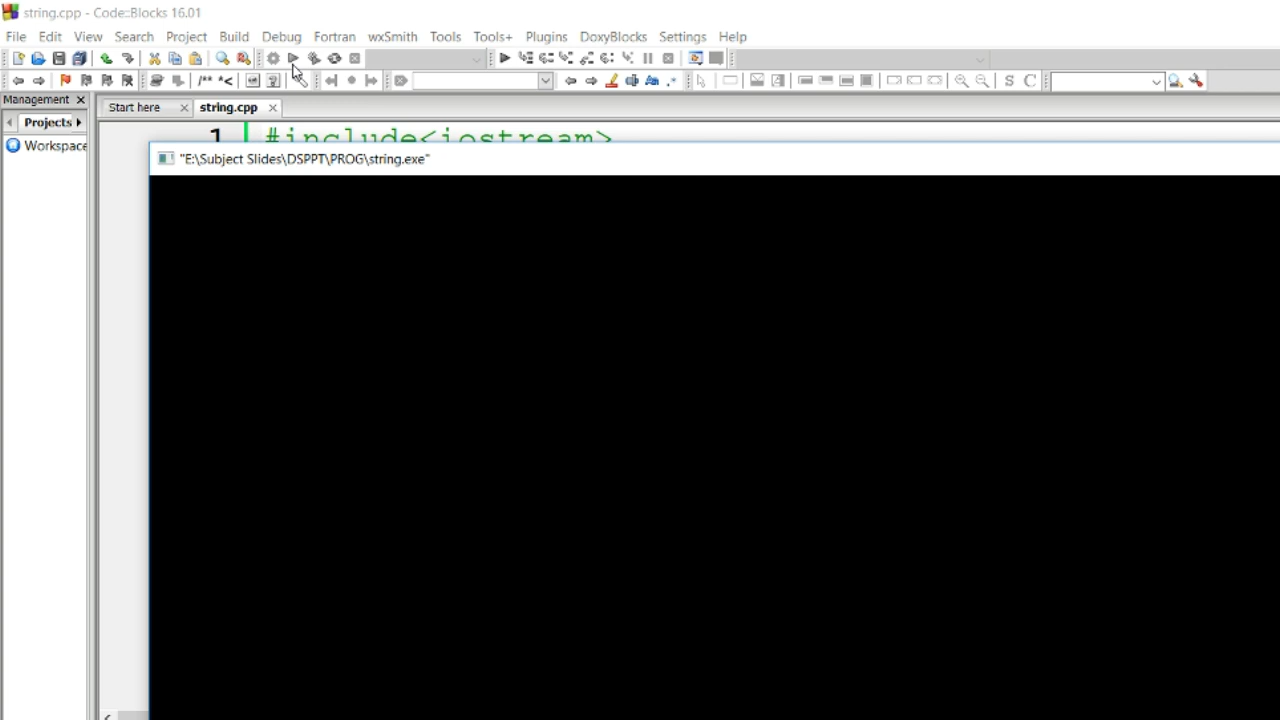 string.cpp - Code::Blocks 16.01
File Edit View Search Project Build Debug Fortran wxSmith Tools Tools+ Plugins DoxyBlocks Settings Help
/** *<
S C
Management
Start here string.cpp
Projects
1 #include<iostream>
Workspace
"E:\Subject Slides\DSPPT\PROG\string.exe"